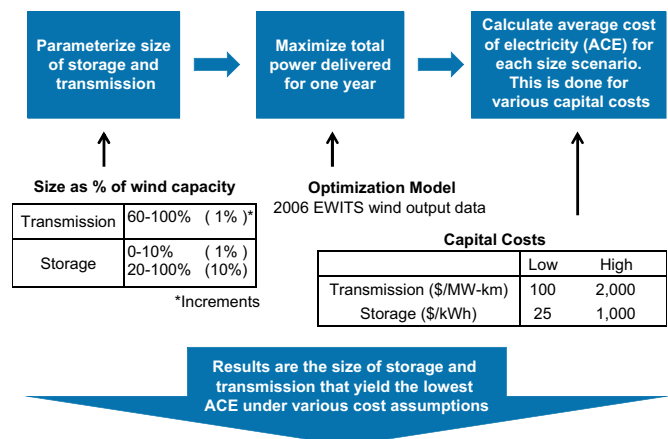 Parameterize size
of storage and
transmission
Maximize total
power delivered
for one year
Calculate average cost
of electricity (ACE) for
each size scenario.
This is done for
various capital costs
Size as % of wind capacity
Transmission 60-100% ( 1% )*
Storage 0-10% ( 1% )
20-100% (10%)
*Increments
Optimization Model
2006 EWITS wind output data
Capital Costs
Low High
Transmission ($/MW-km) 100 2,000
Storage ($/kWh) 25 1,000
Results are the size of storage and
transmission that yield the lowest
ACE under various cost assumptions